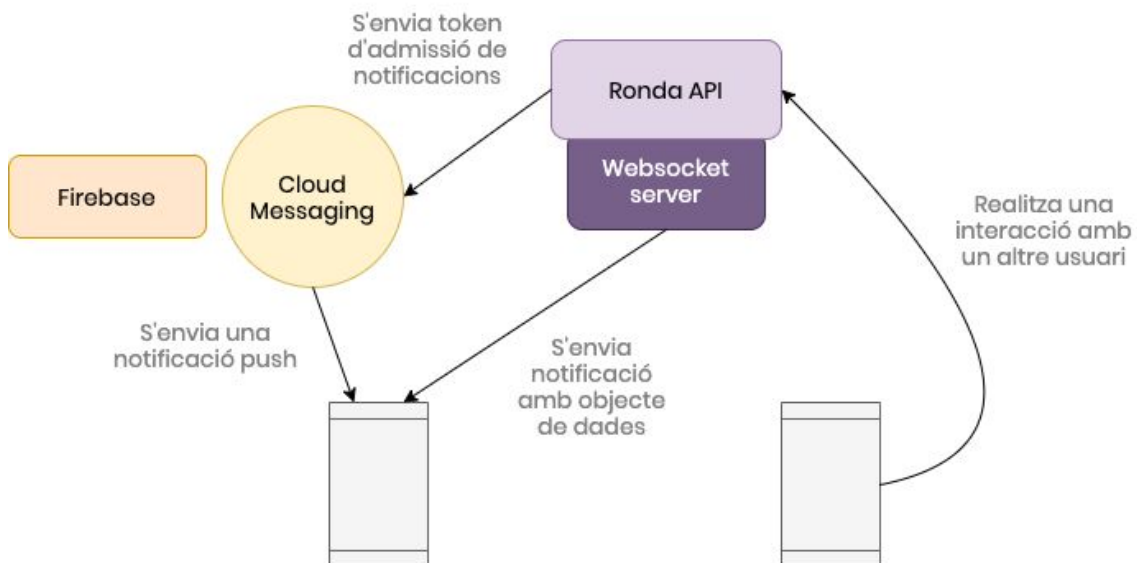 S'envia token
d'admissió de
notificacions
Ronda API
Websocket
server
Firebase
Cloud
Messaging
Realitza una
interacció amb
un altre usuari
S'envia una
notificació push
S'envia
notificació
amb objecte
de dades